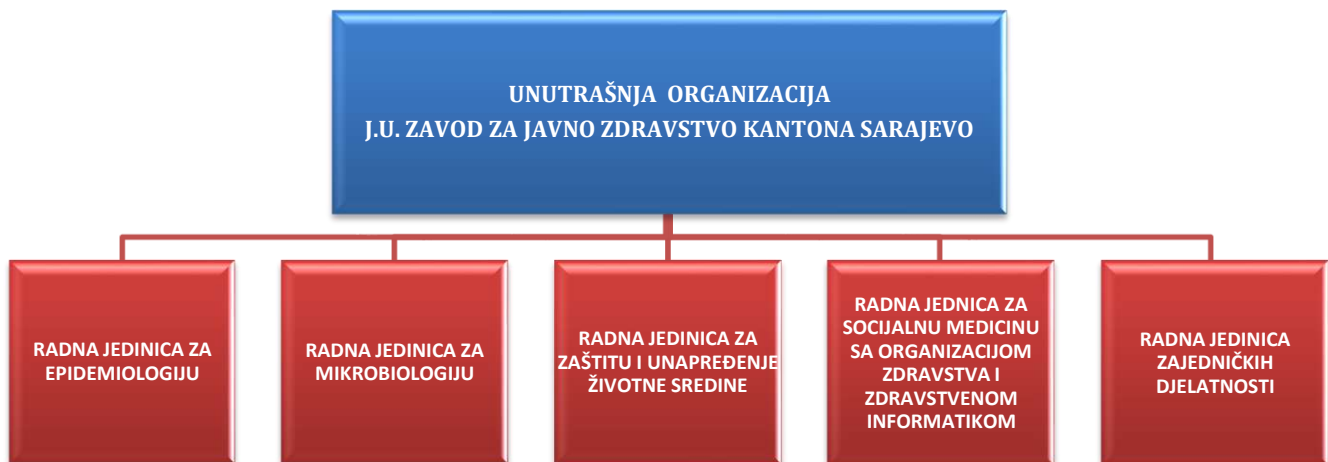 UNUTRAŠNJA ORGANIZACIJA
J.U. ZAVOD ZA JAVNO ZDRAVSTVO KANTONA SARAJEVO
RADNA JEDINICA ZA
EPIDEMIOLOGIJU
RADNA JEDINICA ZA
MIKROBIOLOGIJU
RADNA JEDINICA ZA
ZAŠTITU I UNAPREĐENJE
ŽIVOTNE SREDINE
RADNA JEDNICA ZA
SOCIJALNU MEDICINU
SA ORGANIZACIJOM
ZDRAVSTVA I
ZDRAVSTVENOM
INFORMATIKOM
RADNA JEDINICA
ZAJEDNIČKIH
DJELATNOSTI